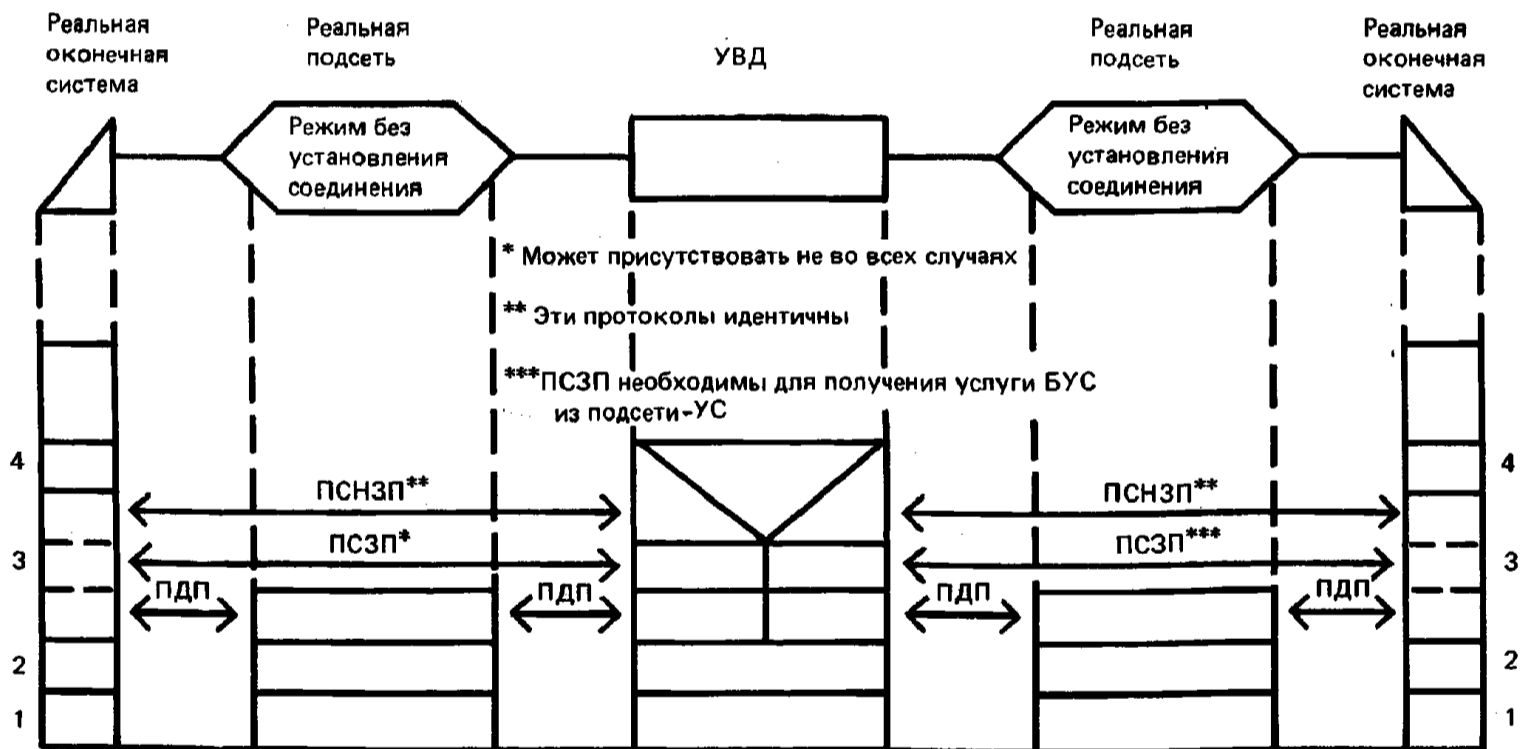 Реальная
оконечная
система
Реальная
подсеть
УВД
Реальная
подсеть
Реальная
оконечная
система
Режим без
установления
соединения
Режим без
установления
соединения
* Может присутствовать не во всех случаях
** Эти протоколы идентичны
***ПСЗП необходимы для получения услуги БУС
из подсети-УС
4
ПСНЗП**
ПСНЗП**
4
3
ПСЗП*
ПСЗП***
3
ПДП
ПДП
ПДП
ПДП
2
2
1
1